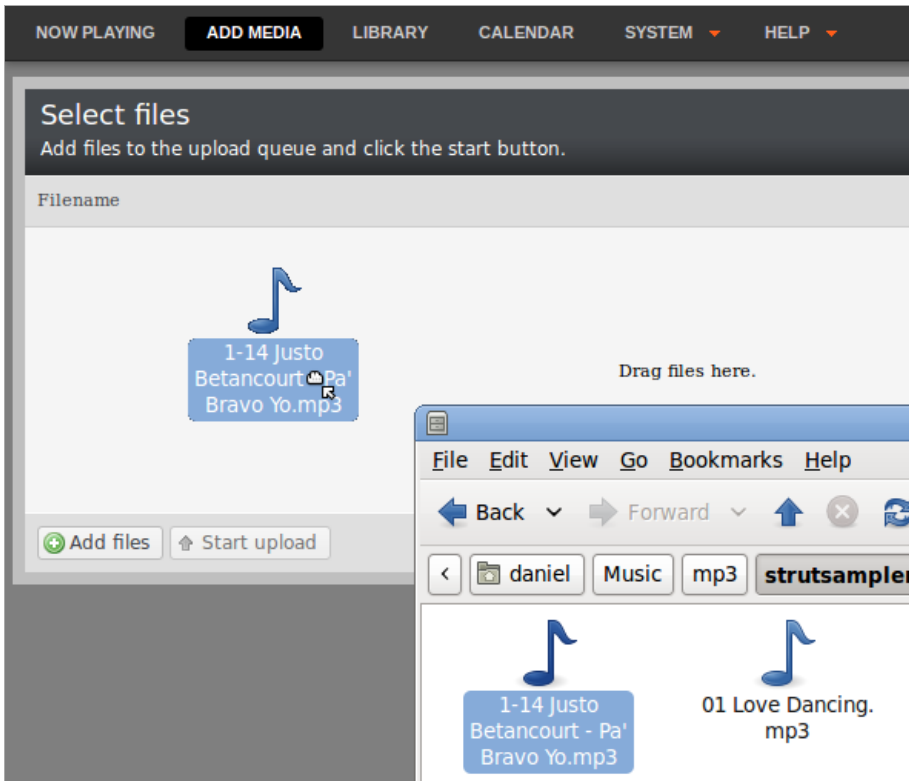 NOW PLAYING ADD MEDIA LIBRARY CALENDAR SYSTEM HELP
Select files
Add files to the upload queue and click the start button.
Filename
1-14 Justo
Betancourt - Pa'
Bravo Yo.mp3
Drag files here.
Add files Start upload
File Edit View Go Bookmarks Help
Back Forward
daniel Music mp3 strutsampler
1-14 Justo
Betancourt - Pa'
Bravo Yo.mp3
01 Love Dancing.
mp3